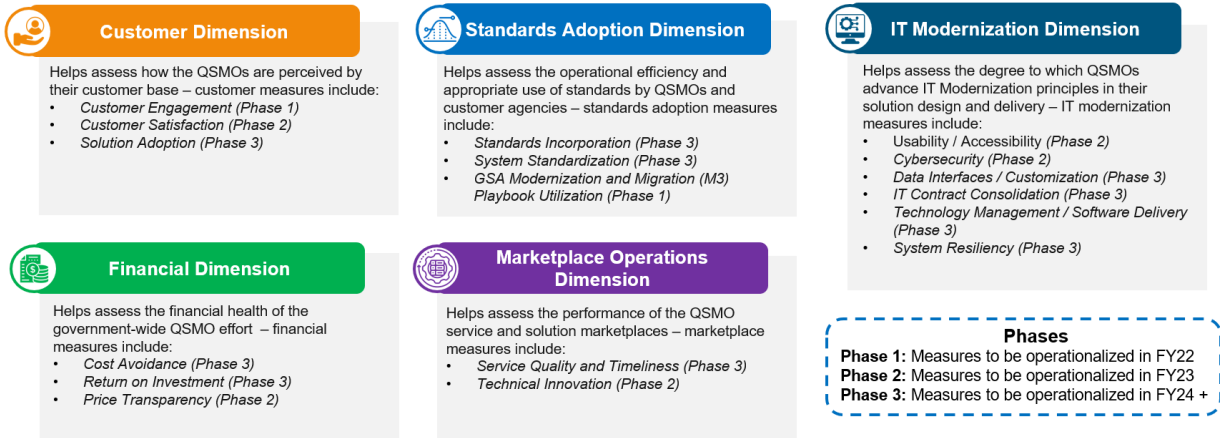 Customer Dimension
Helps assess how the QSMOs are perceived by
their customer base – customer measures include:
• Customer Engagement (Phase 1)
• Customer Satisfaction (Phase 2)
• Solution Adoption (Phase 3)
Standards Adoption Dimension
Helps assess the operational efficiency and
appropriate use of standards by QSMOs and
customer agencies – standards adoption measures
include:
• Standards Incorporation (Phase 3)
• System Standardization (Phase 3)
• GSA Modernization and Migration (M3)
Playbook Utilization (Phase 1)
IT Modernization Dimension
Helps assess the degree to which QSMOs
advance IT Modernization principles in their
solution design and delivery – IT modernization
measures include:
• Usability / Accessibility (Phase 2)
• Cybersecurity (Phase 2)
• Data Interfaces / Customization (Phase 3)
• IT Contract Consolidation (Phase 3)
• Technology Management / Software Delivery
(Phase 3)
• System Resiliency (Phase 3)
Financial Dimension
Helps assess the financial health of the
government-wide QSMO effort – financial
measures include:
• Cost Avoidance (Phase 3)
• Return on Investment (Phase 3)
• Price Transparency (Phase 2)
Marketplace Operations
Dimension
Helps assess the performance of the QSMO
service and solution marketplaces – marketplace
measures include:
• Service Quality and Timeliness (Phase 3)
• Technical Innovation (Phase 2)
Phases
Phase 1: Measures to be operationalized in FY22
Phase 2: Measures to be operationalized in FY23
Phase 3: Measures to be operationalized in FY24 +